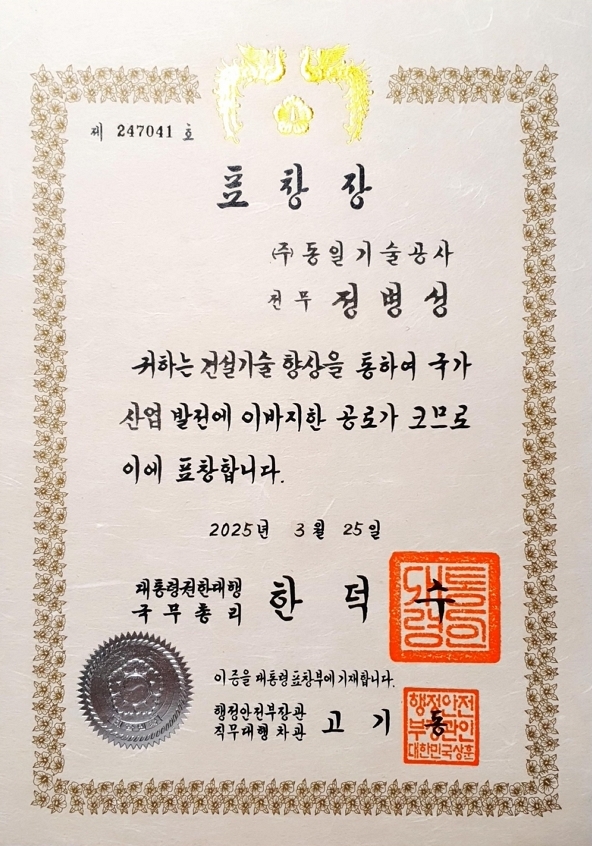 제 247041 호
표창장
(주)동일기술공사
전무 정병성
귀하는 건설기술 향상을 통하여 국가
산업 발전에 이바지한 공로가 크므로
이에 표창합니다.
2025년 3월 25일
대통령권한대행
국무총리 한덕수
대통령의인
이 증을 대통령표창부에 기재합니다.
행정안전부장관
직무대행 차관 고기동
행정안전
부장관인
대한민국상훈